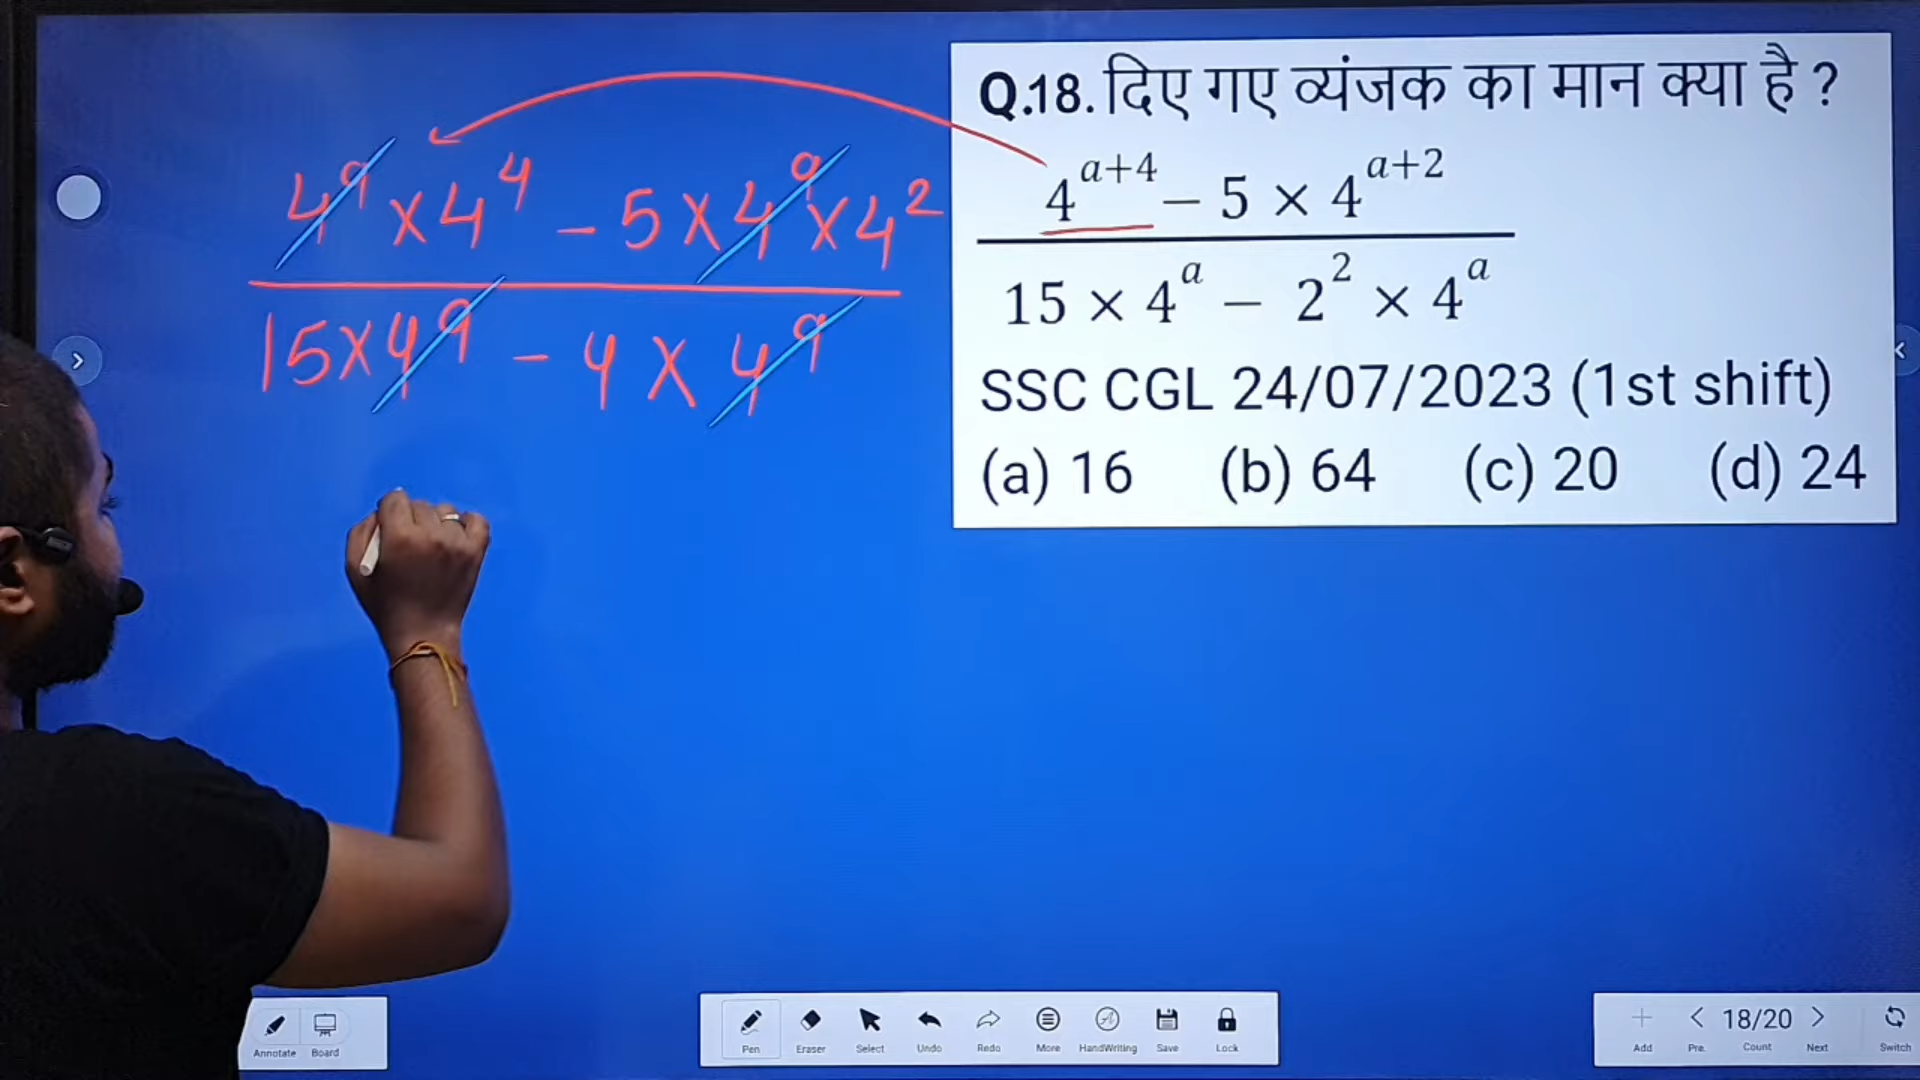 4^a × 4^4 – 5 × 4^a × 4^2
15 × 4^a – 4 × 4^a
Q.18. दिए गए व्यंजक का मान क्या है ?
4^{a+4} – 5 × 4^{a+2}
15 × 4^a – 2^2 × 4^a
SSC CGL 24/07/2023 (1st shift)
(a) 16 (b) 64 (c) 20 (d) 24
Annotate Board
Pen Eraser Select Undo Redo More HandWriting Save Lock
18/20
Add Pre. Count Next Switch